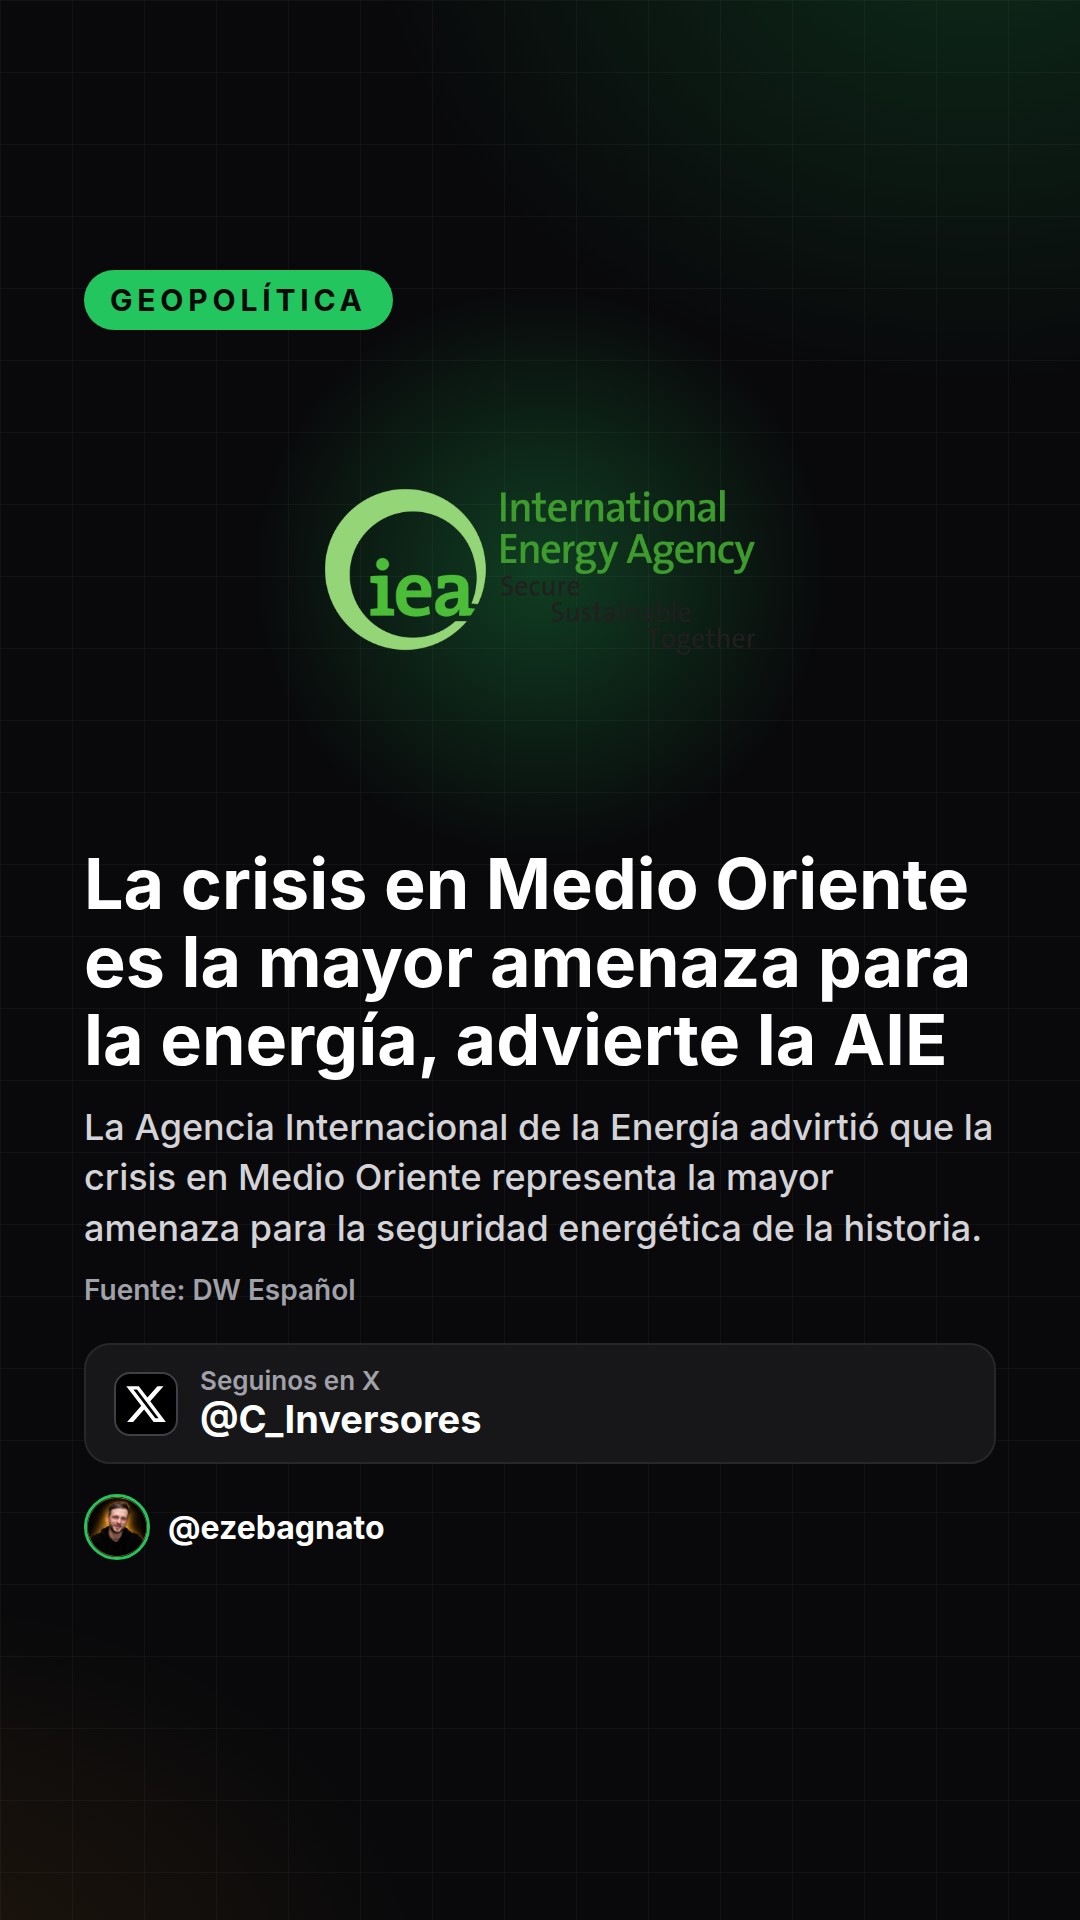 GEOPOLÍTICA
iea
International
Energy Agency
Secure
Sustainable
Together
La crisis en Medio Oriente
es la mayor amenaza para
la energía, advierte la AIE
La Agencia Internacional de la Energía advirtió que la
crisis en Medio Oriente representa la mayor
amenaza para la seguridad energética de la historia.
Fuente: DW Español
Seguinos en X
@C_Inversores
@ezebagnato